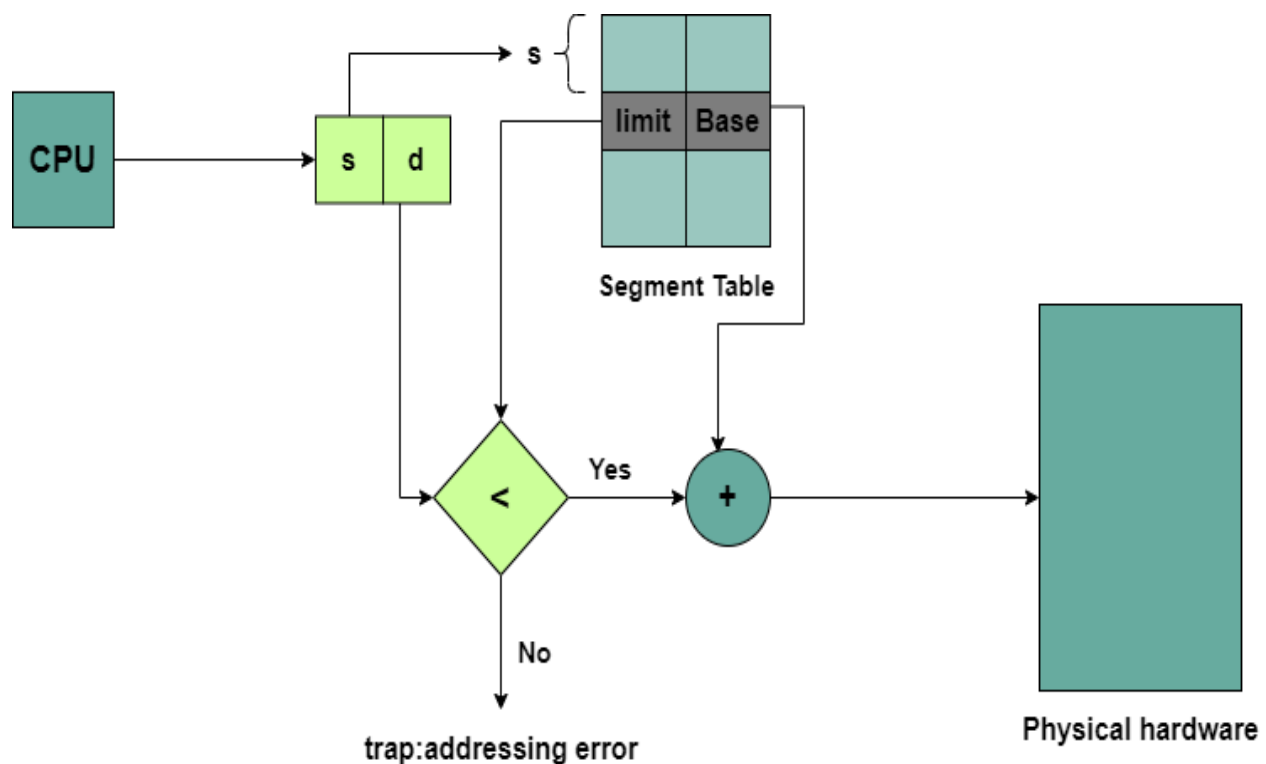 s
CPU
s d
limit Base
Segment Table
<
Yes
+
No
trap:addressing error
Physical hardware